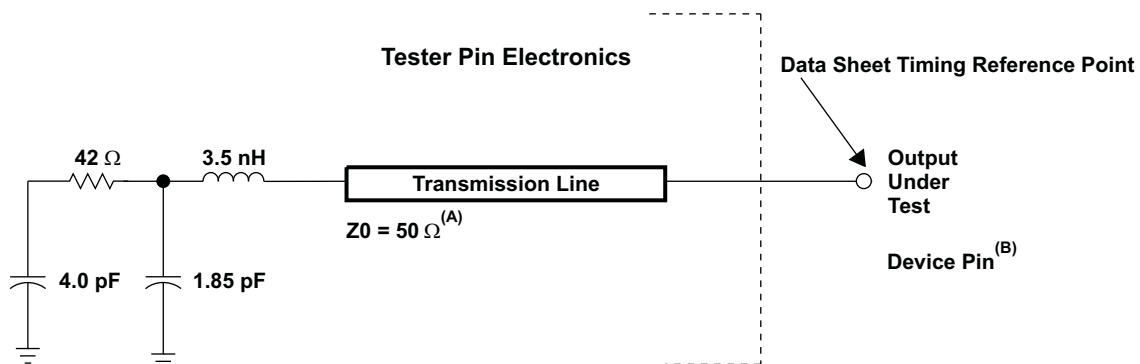 Tester Pin Electronics
Data Sheet Timing Reference Point
42 Ω
3.5 nH
Transmission Line
Output
Under
Test
Z0 = 50 Ω(A)
Device Pin(B)
4.0 pF
1.85 pF